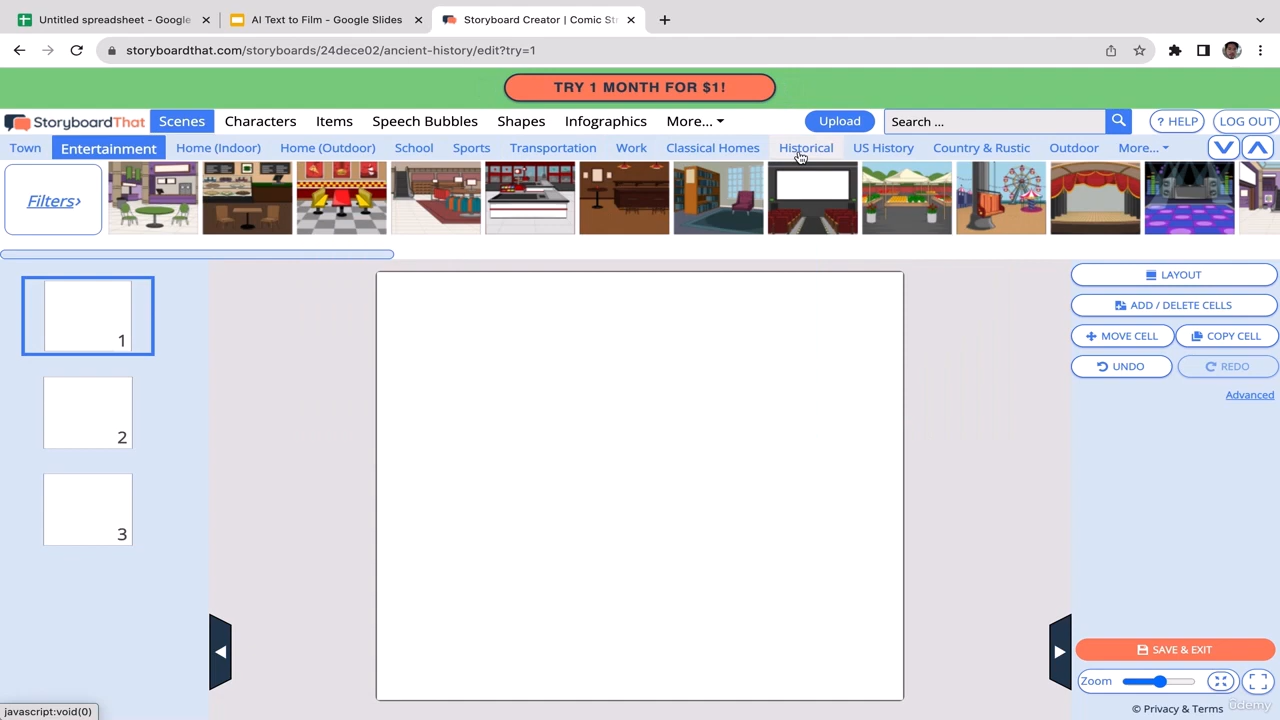 Untitled spreadsheet - Google
AI Text to Film - Google Slides
Storyboard Creator | Comic St
storyboardthat.com/storyboards/24dece02/ancient-history/edit?try=1
TRY 1 MONTH FOR $1!
StoryboardThat
Scenes
Characters
Items
Speech Bubbles
Shapes
Infographics
More...
Upload
Search ...
? HELP
LOG OUT
Town
Entertainment
Home (Indoor)
Home (Outdoor)
School
Sports
Transportation
Work
Classical Homes
Historical
US History
Country & Rustic
Outdoor
More...
Filters›
1
2
3
LAYOUT
ADD / DELETE CELLS
MOVE CELL
COPY CELL
UNDO
REDO
Advanced
SAVE & EXIT
Zoom
© Privacy & Terms
ûdemy
javascript:void(0)